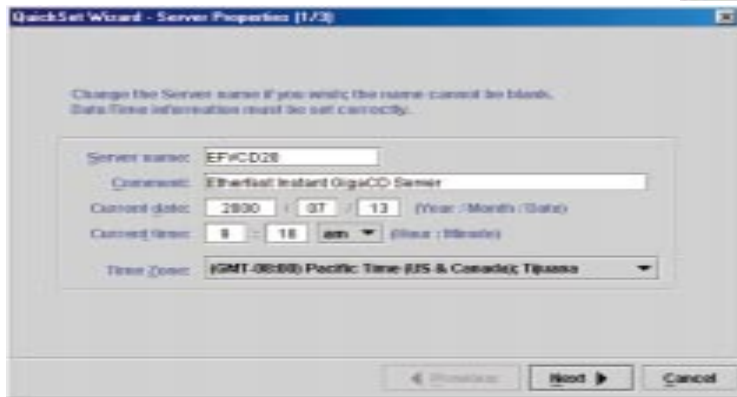 QuickSet Wizard - Server Properties (1/3)
Change the Server name if you wish; the name cannot be blank.
Date/Time information must be set correctly.
Server name: EFVCD20
Comment: Etherfast Instant GigaCD Server
Current date: 2000 / 07 / 13 (Year / Month / Date)
Current time: : 18 am (Hour : Minute)
Time Zone: (GMT-08:00) Pacific Time (US & Canada); Tijuana
Previous Next Cancel